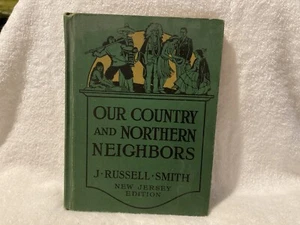 OUR COUNTRY
AND NORTHERN
NEIGHBORS
J·RUSSELL·SMITH
NEW JERSEY
EDITION